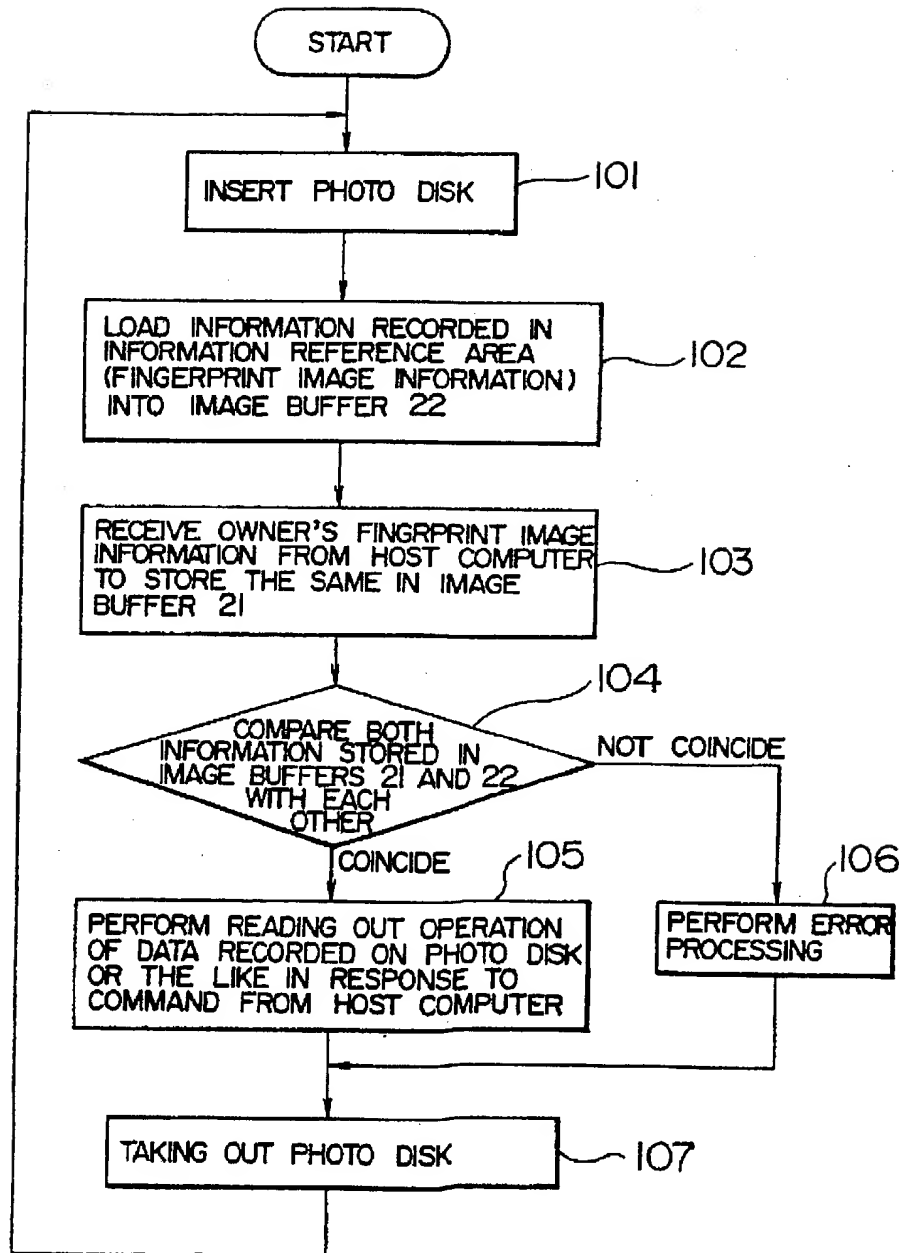 START
INSERT PHOTO DISK
101
LOAD INFORMATION RECORDED IN
INFORMATION REFERENCE AREA
(FINGERPRINT IMAGE INFORMATION)
INTO IMAGE BUFFER 22
102
RECEIVE OWNER'S FINGRPRINT IMAGE
INFORMATION FROM HOST COMPUTER
TO STORE THE SAME IN IMAGE
BUFFER 21
103
104
COMPARE BOTH
INFORMATION STORED IN
IMAGE BUFFERS 21 AND 22
WITH EACH
OTHER
NOT COINCIDE
COINCIDE
105
PERFORM READING OUT OPERATION
OF DATA RECORDED ON PHOTO DISK
OR THE LIKE IN RESPONSE TO
COMMAND FROM HOST COMPUTER
106
PERFORM ERROR
PROCESSING
TAKING OUT PHOTO DISK
107